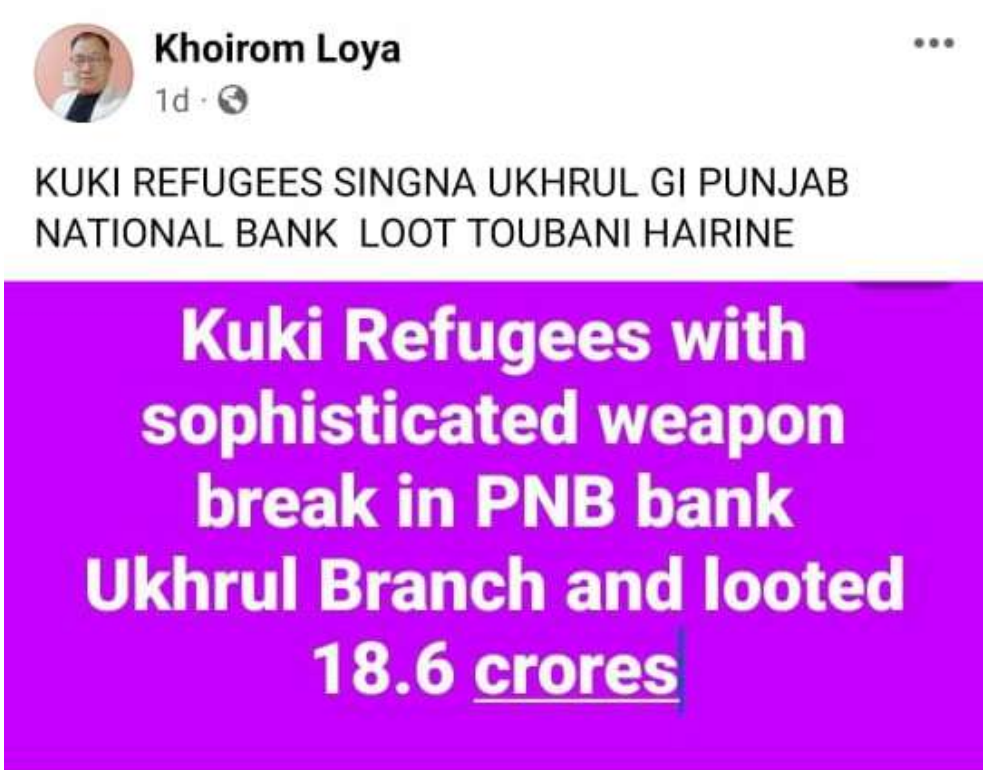 Khoirom Loya
1d ·
KUKI REFUGEES SINGNA UKHRUL GI PUNJAB
NATIONAL BANK LOOT TOUBANI HAIRINE
Kuki Refugees with
sophisticated weapon
break in PNB bank
Ukhrul Branch and looted
18.6 crores